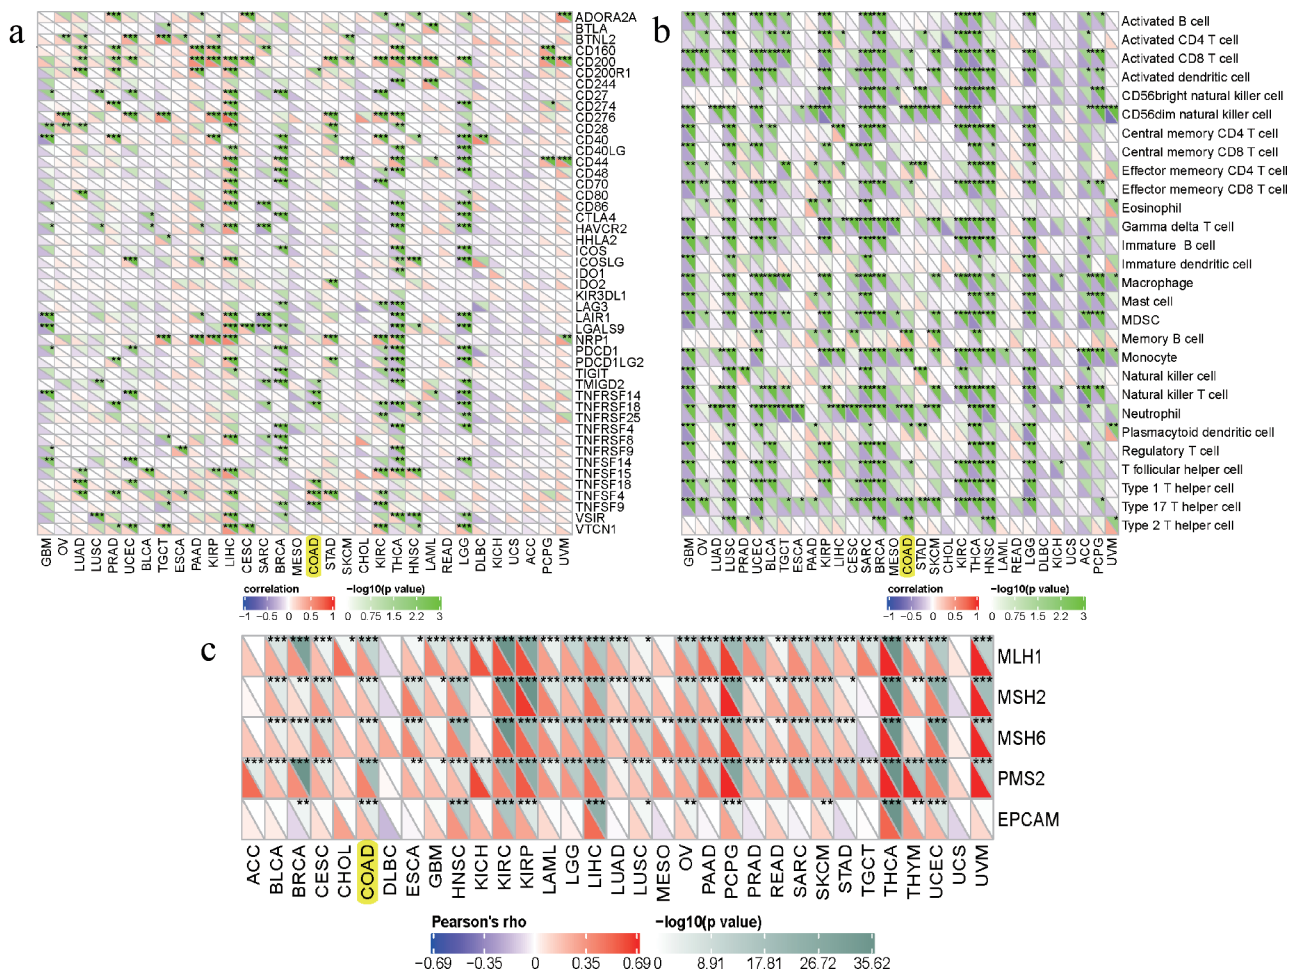 a
ADORA2A
BTLA
BTNL2
CD160
CD200
CD200R1
CD244
CD27
CD274
CD276
CD28
CD40
CD40LG
CD44
CD48
CD70
CD80
CD86
CTLA4
HAVCR2
HHLA2
ICOS
ICOSLG
IDO1
IDO2
KIR3DL1
LAG3
LAIR1
LGALS9
NRP1
PDCD1
PDCD1LG2
TIGIT
TMIGD2
TNFRSF14
TNFRSF18
TNFRSF25
TNFRSF4
TNFRSF8
TNFRSF9
TNFSF14
TNFSF15
TNFSF18
TNFSF4
TNFSF9
VSIR
VTCN1
GBM OV LUAD LUSC PRAD UCEC BLCA TGCT ESCA PAAD KIRP LIHC CESC SARC BRCA MESO COAD STAD SKCM CHOL KIRC THCA HNSC LAML READ LGG DLBC KICH UCS ACC PCPG UVM
correlation
−1 −0.5 0 0.5 1
−log10(p value)
0 0.75 1.5 2.2 3
b
Activated B cell
Activated CD4 T cell
Activated CD8 T cell
Activated dendritic cell
CD56bright natural killer cell
CD56dim natural killer cell
Central memory CD4 T cell
Central memory CD8 T cell
Effector memeory CD4 T cell
Effector memeory CD8 T cell
Eosinophil
Gamma delta T cell
Immature B cell
Immature dendritic cell
Macrophage
Mast cell
MDSC
Memory B cell
Monocyte
Natural killer cell
Natural killer T cell
Neutrophil
Plasmacytoid dendritic cell
Regulatory T cell
T follicular helper cell
Type 1 T helper cell
Type 17 T helper cell
Type 2 T helper cell
GBM OV LUAD LUSC PRAD UCEC BLCA TGCT ESCA PAAD KIRP LIHC CESC SARC BRCA MESO COAD STAD SKCM CHOL KIRC THCA HNSC LAML READ LGG DLBC KICH UCS ACC PCPG UVM
correlation
−1 −0.5 0 0.5 1
−log10(p value)
0 0.75 1.5 2.2 3
c
MLH1
MSH2
MSH6
PMS2
EPCAM
ACC BLCA BRCA CESC CHOL COAD DLBC ESCA GBM HNSC KICH KIRC KIRP LAML LGG LIHC LUAD LUSC MESO OV PAAD PCPG PRAD READ SARC SKCM STAD TGCT THCA THYM UCEC UCS UVM
Pearson's rho
−0.69 −0.35 0 0.35 0.69
−log10(p value)
0 8.91 17.81 26.72 35.62